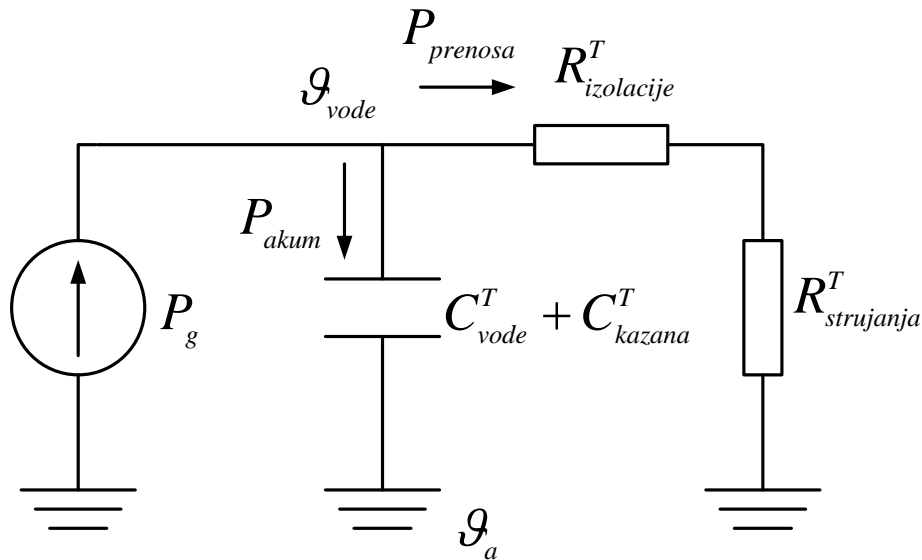 P_prenosa
R^T_izolacije
ϑ_vode
P_akum
P_g
C^T_vode + C^T_kazana
R^T_strujanja
ϑ_a